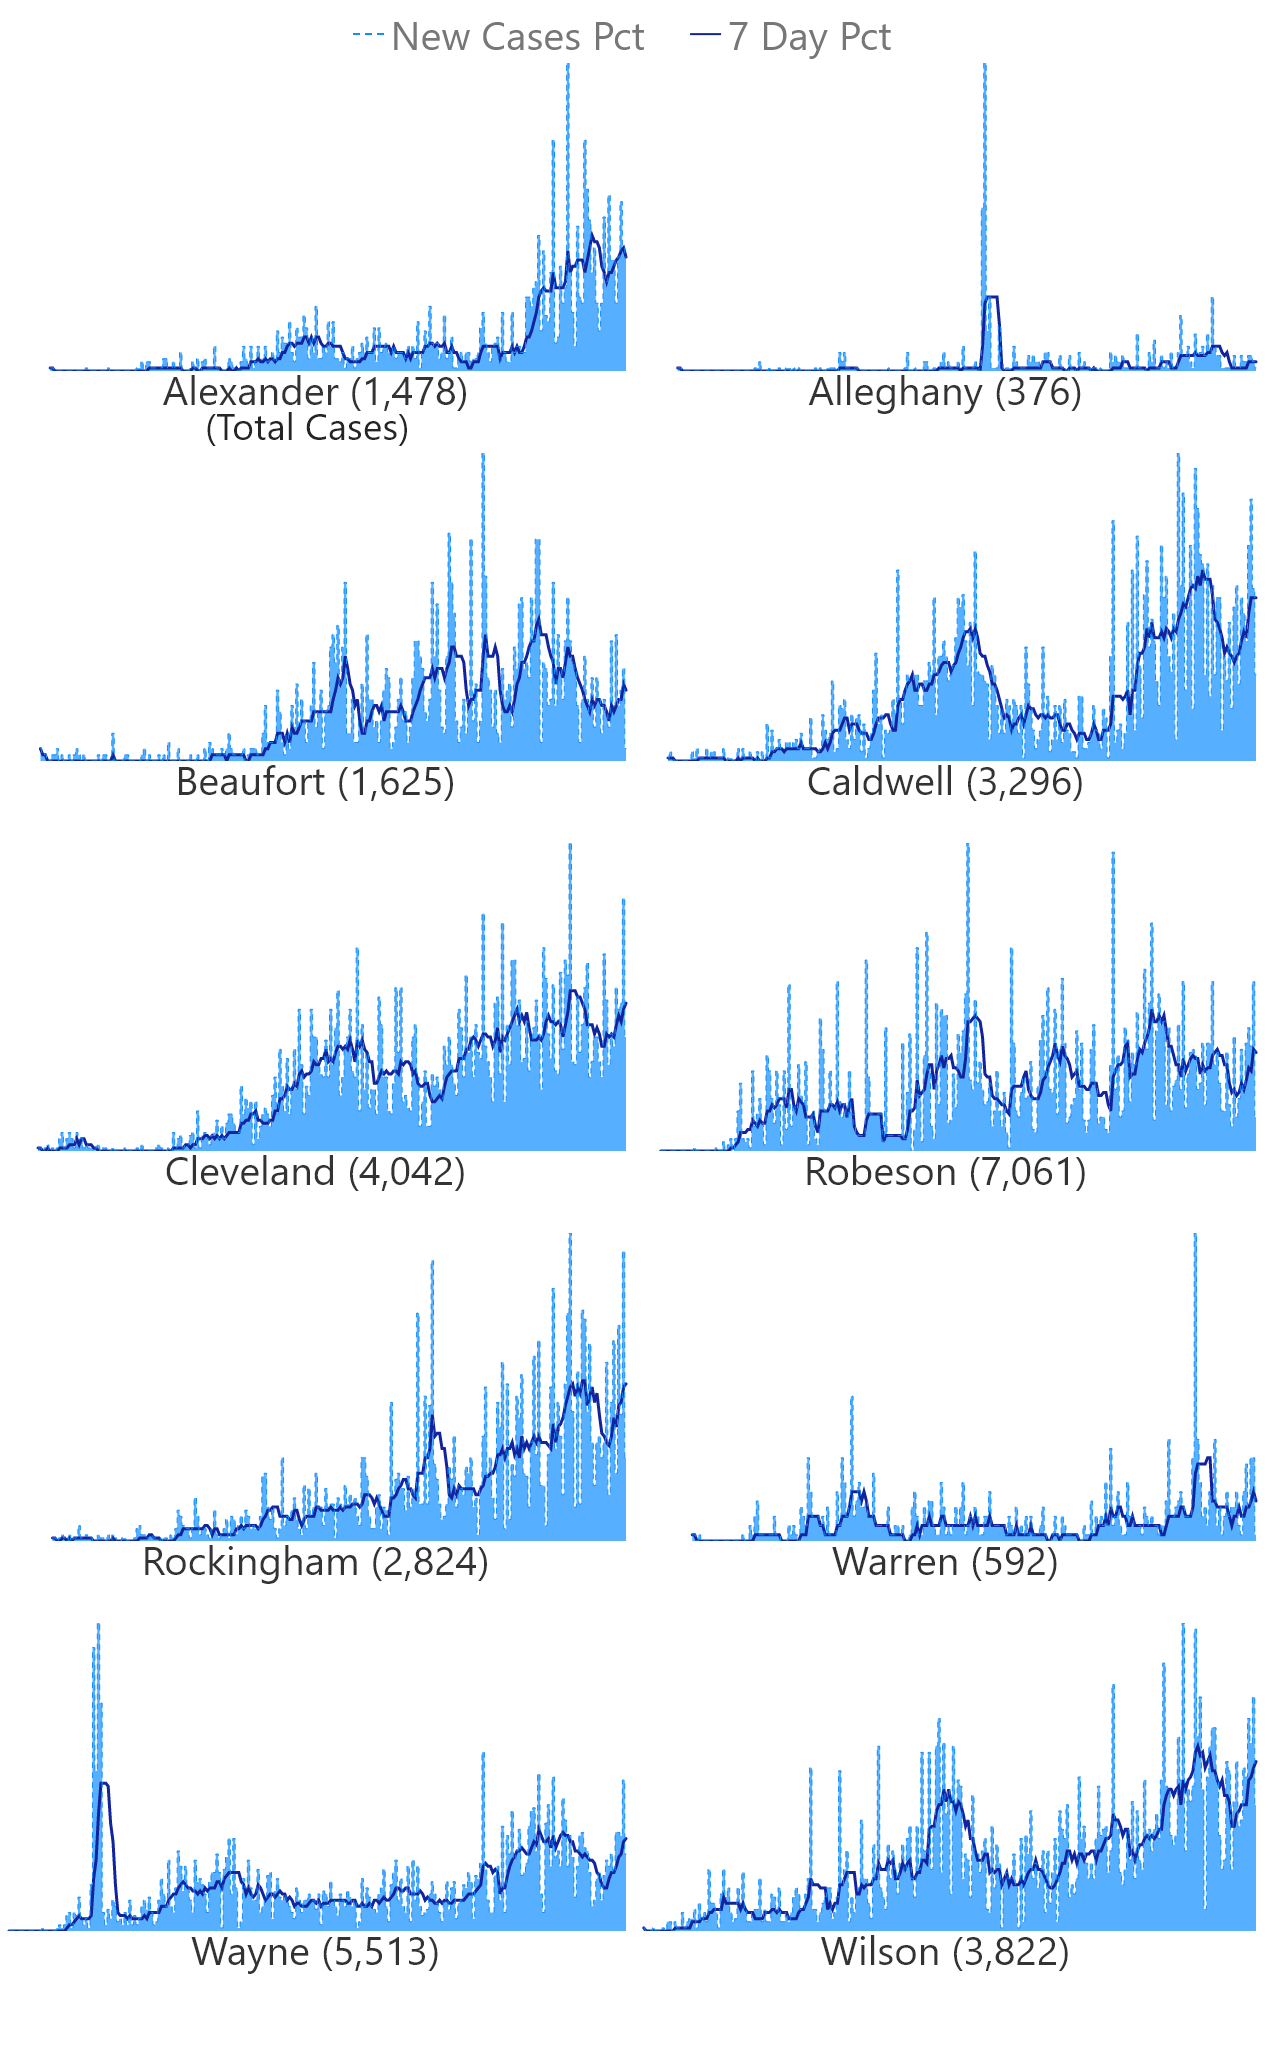 New Cases Pct 7 Day Pct
Alexander (1,478) Alleghany (376)
(Total Cases)
Beaufort (1,625) Caldwell (3,296)
Cleveland (4,042) Robeson (7,061)
Rockingham (2,824) Warren (592)
Wayne (5,513) Wilson (3,822)